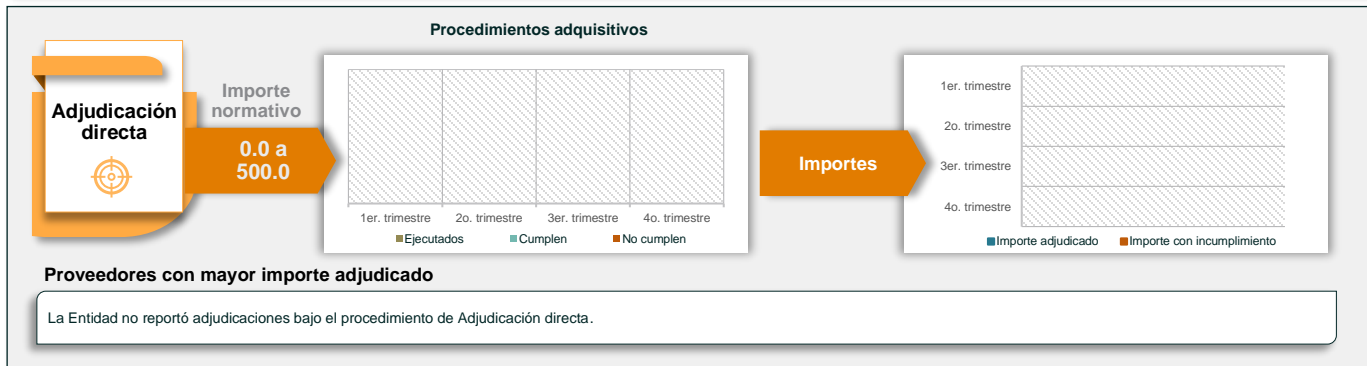 Procedimientos adquisitivos
Adjudicación
directa
Importe
normativo
0.0 a
500.0
1er. trimestre 2o. trimestre 3er. trimestre 4o. trimestre
Ejecutados Cumplen No cumplen
Importes
1er. trimestre
2o. trimestre
3er. trimestre
4o. trimestre
Importe adjudicado Importe con incumplimiento
Proveedores con mayor importe adjudicado
La Entidad no reportó adjudicaciones bajo el procedimiento de Adjudicación directa.